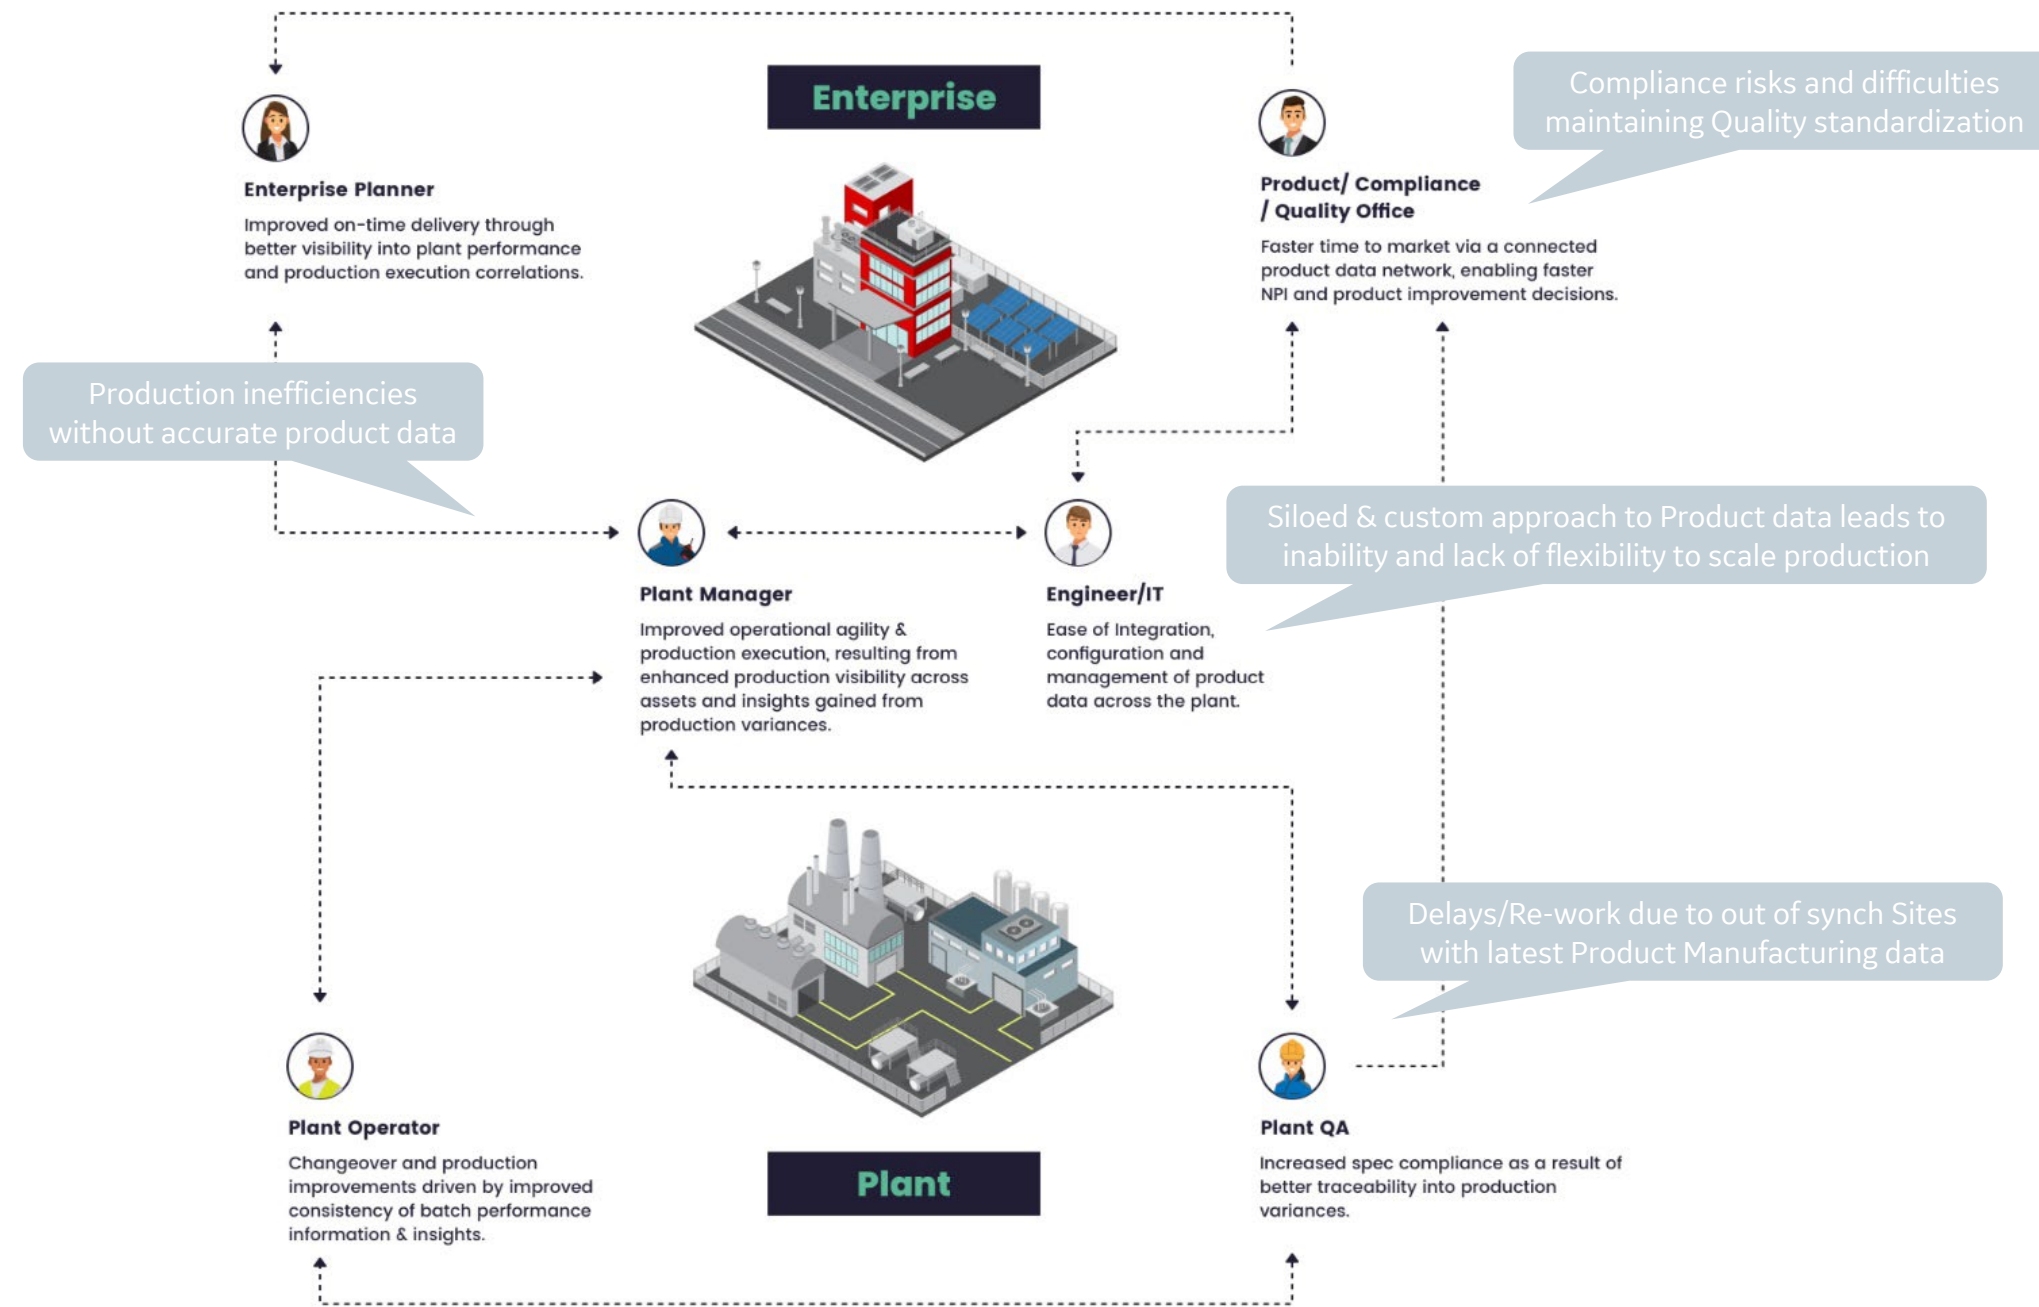 Enterprise
Compliance risks and difficulties
maintaining Quality standardization
Enterprise Planner
Improved on-time delivery through
better visibility into plant performance
and production execution correlations.
Product/ Compliance
/ Quality Office
Faster time to market via a connected
product data network, enabling faster
NPI and product improvement decisions.
Production inefficiencies
without accurate product data
Siloed & custom approach to Product data leads to
inability and lack of flexibility to scale production
Plant Manager
Improved operational agility &
production execution, resulting from
enhanced production visibility across
assets and insights gained from
production variances.
Engineer/IT
Ease of Integration,
configuration and
management of product
data across the plant.
Delays/Re-work due to out of synch Sites
with latest Product Manufacturing data
Plant Operator
Changeover and production
improvements driven by improved
consistency of batch performance
information & insights.
Plant
Plant QA
Increased spec compliance as a result of
better traceability into production
variances.